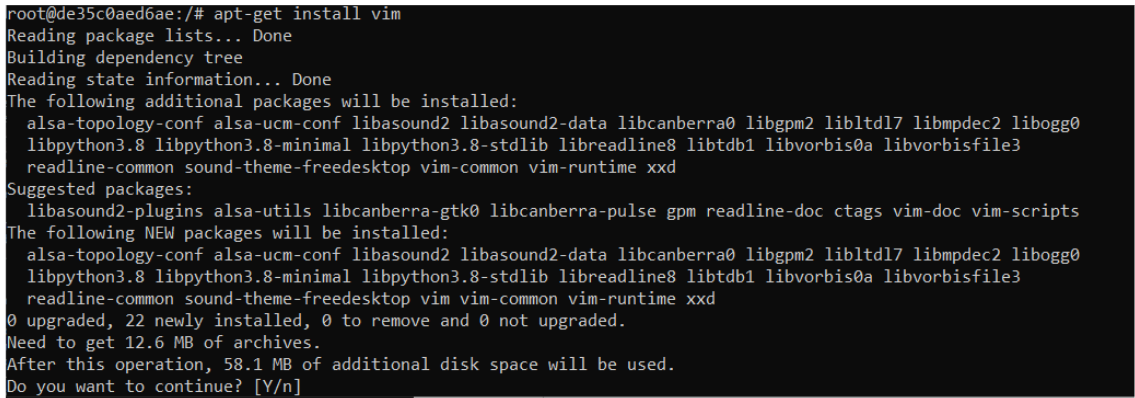 root@de35c0aed6ae:/# apt-get install vim
Reading package lists... Done
Building dependency tree
Reading state information... Done
The following additional packages will be installed:
  alsa-topology-conf alsa-ucm-conf libasound2 libasound2-data libcanberra0 libgpm2 libltdl7 libmpdec2 libogg0
  libpython3.8 libpython3.8-minimal libpython3.8-stdlib libreadline8 libtdb1 libvorbis0a libvorbisfile3
  readline-common sound-theme-freedesktop vim-common vim-runtime xxd
Suggested packages:
  libasound2-plugins alsa-utils libcanberra-gtk0 libcanberra-pulse gpm readline-doc ctags vim-doc vim-scripts
The following NEW packages will be installed:
  alsa-topology-conf alsa-ucm-conf libasound2 libasound2-data libcanberra0 libgpm2 libltdl7 libmpdec2 libogg0
  libpython3.8 libpython3.8-minimal libpython3.8-stdlib libreadline8 libtdb1 libvorbis0a libvorbisfile3
  readline-common sound-theme-freedesktop vim vim-common vim-runtime xxd
0 upgraded, 22 newly installed, 0 to remove and 0 not upgraded.
Need to get 12.6 MB of archives.
After this operation, 58.1 MB of additional disk space will be used.
Do you want to continue? [Y/n]